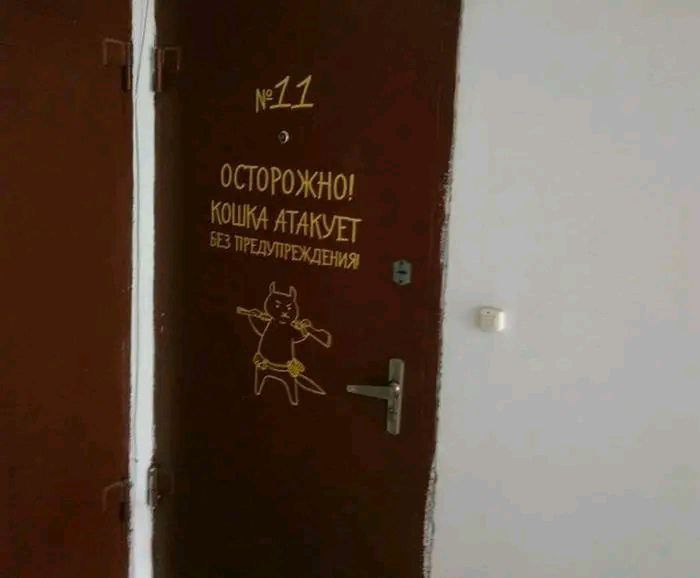 №11
ОСТОРОЖНО!
КОШКА АТАКУЕТ
БЕЗ ПРЕДУПРЕЖДЕНИЯ!